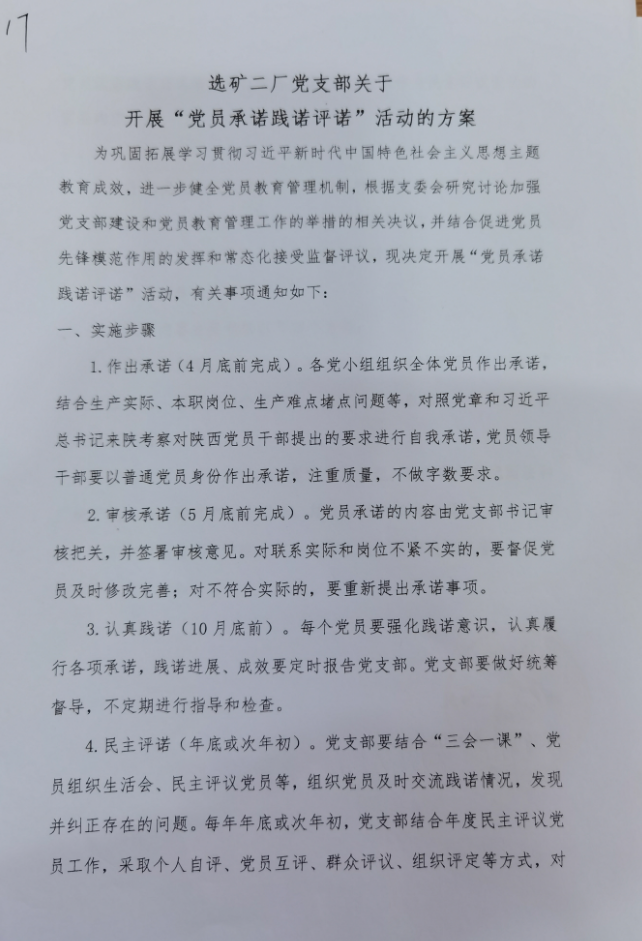 17
选矿二厂党支部关于
开展“党员承诺践诺评诺”活动的方案
为巩固拓展学习贯彻习近平新时代中国特色社会主义思想主题
教育成效，进一步健全党员教育管理机制，根据支委会研究讨论加强
党支部建设和党员教育管理工作的举措的相关决议，并结合促进党员
先锋模范作用的发挥和常态化接受监督评议，现决定开展“党员承诺
践诺评诺”活动，有关事项通知如下：
一、实施步骤
1.作出承诺（4月底前完成）。各党小组组织全体党员作出承诺，
结合生产实际、本职岗位、生产难点堵点问题等，对照党章和习近平
总书记来陕考察对陕西党员干部提出的要求进行自我承诺，党员领导
干部要以普通党员身份作出承诺，注重质量，不做字数要求。
2.审核承诺（5月底前完成）。党员承诺的内容由党支部书记审
核把关，并签署审核意见。对联系实际和岗位不紧不实的，要督促党
员及时修改完善；对不符合实际的，要重新提出承诺事项。
3.认真践诺（10月底前）。每个党员要强化践诺意识，认真履
行各项承诺，践诺进展、成效要定时报告党支部。党支部要做好统筹
督导，不定期进行指导和检查。
4.民主评诺（年底或次年初）。党支部要结合“三会一课”、党
员组织生活会、民主评议党员等，组织党员及时交流践诺情况，发现
并纠正存在的问题。每年年底或次年初，党支部结合年度民主评议党
员工作，采取个人自评、党员互评、群众评议、组织评定等方式，对